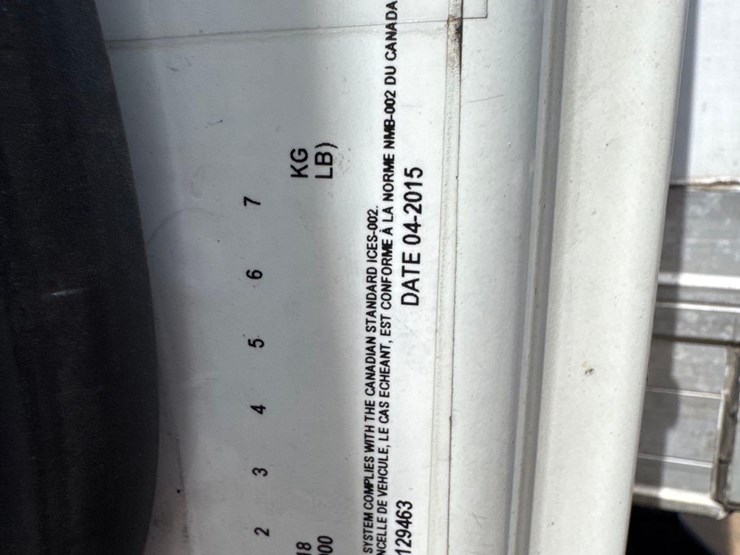 2 3 4 5 6 7
18 KG
00 LB)
SYSTEM COMPLIES WITH THE CANADIAN STANDARD ICES-002.
NCELLE DE VEHCULE, LE CAS ECHEANT, EST CONFORME À LA NORME NMB-002 DU CANADA
129463 DATE 04-2015